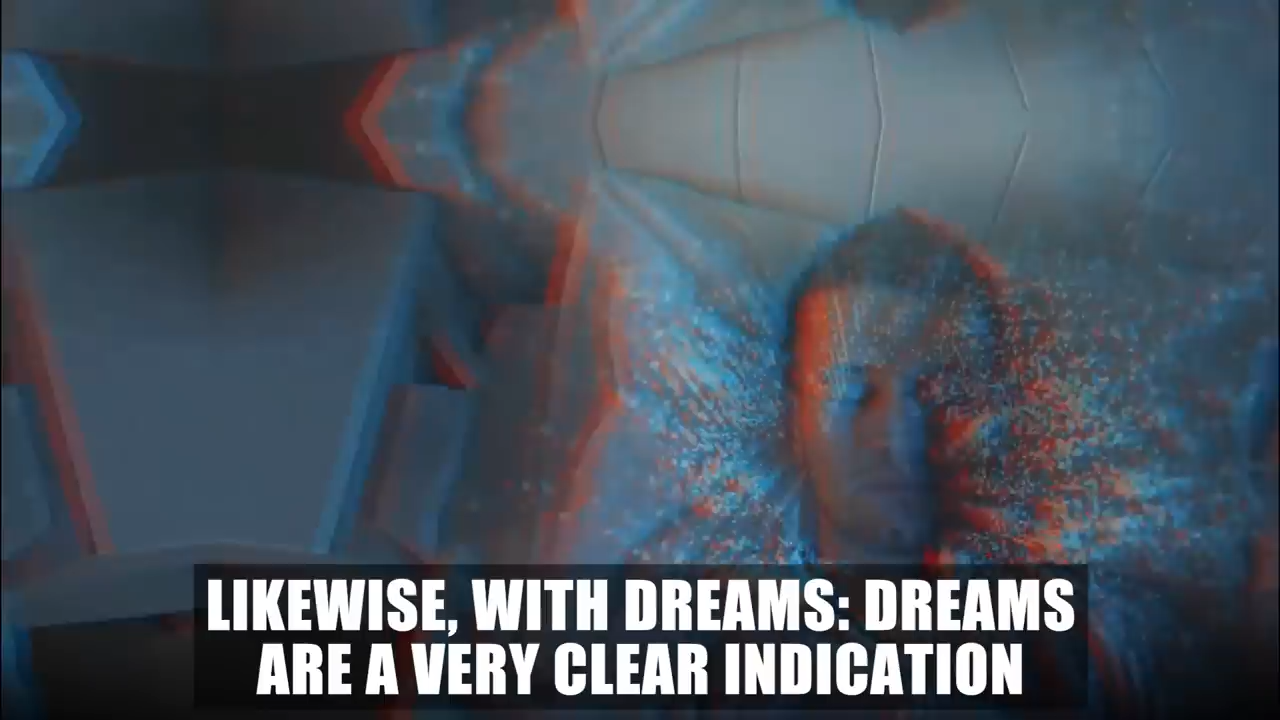 LIKEWISE, WITH DREAMS: DREAMS
ARE A VERY CLEAR INDICATION